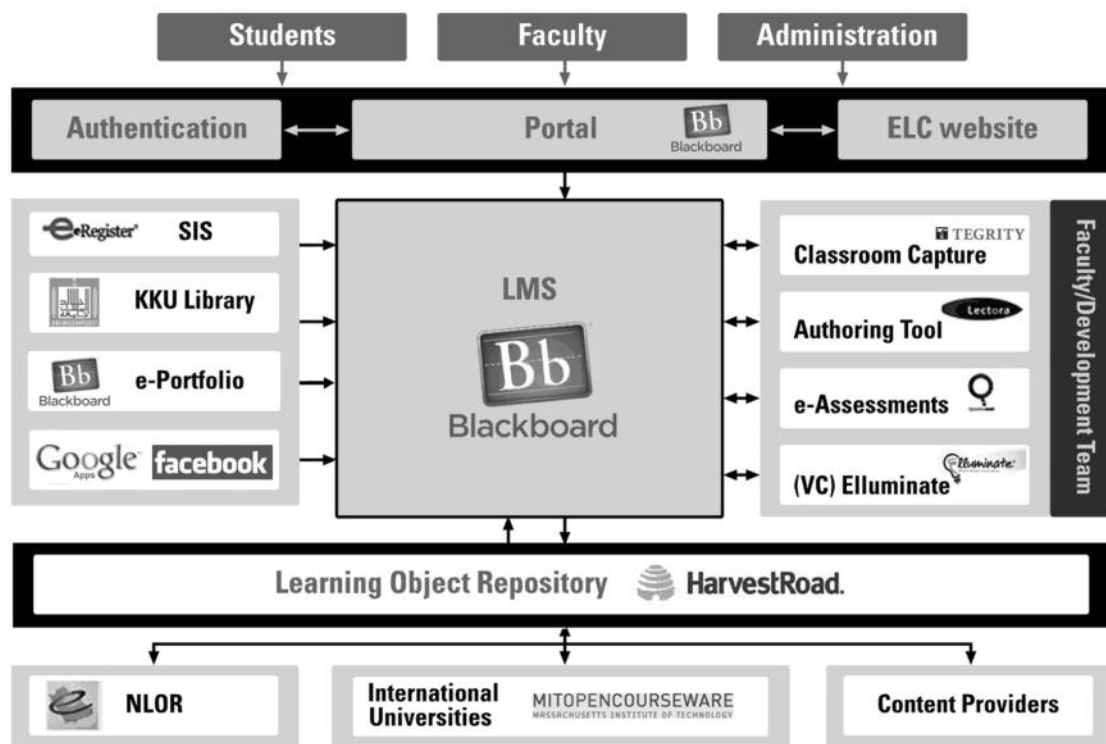 Students
Faculty
Administration
Authentication
Portal
Bb
Blackboard
ELC website
eRegister
SIS
KKU Library
Bb
Blackboard
e-Portfolio
Google
Apps
facebook
LMS
Bb
Blackboard
TEGRITY
Classroom Capture
Lectora
Authoring Tool
e-Assessments
elluminate
(VC) Elluminate
Faculty/Development Team
Learning Object Repository
HarvestRoad.
NLOR
International
Universities
MITOPENCOURSEWARE
MASSACHUSETTS INSTITUTE OF TECHNOLOGY
Content Providers